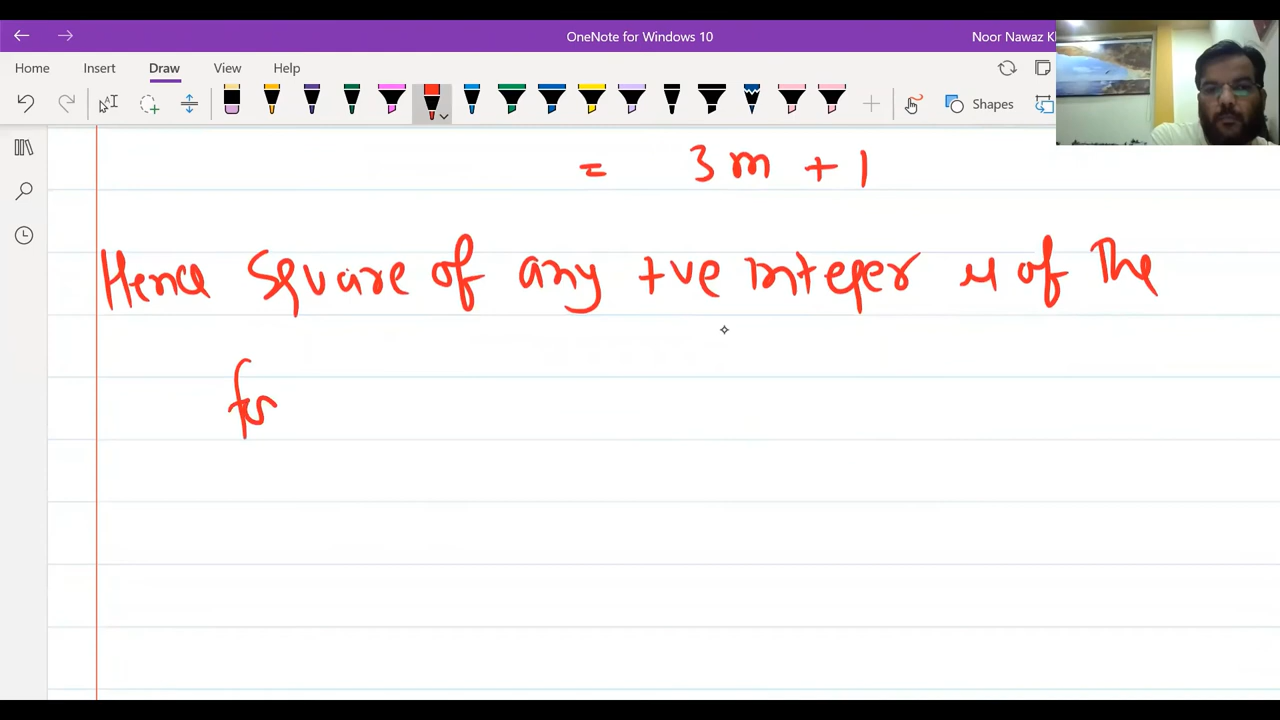 OneNote for Windows 10
Noor Nawaz K
Home Insert Draw View Help
Shapes
= 3m + 1
Hence square of any +ve integer is of the
for